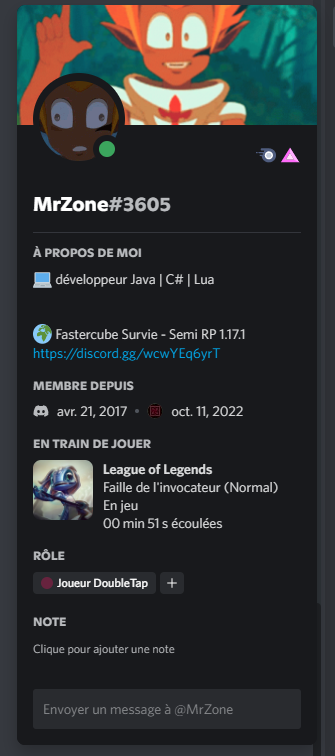 MrZone#3605
À PROPOS DE MOI
développeur Java | C# | Lua
Fastercube Survie - Semi RP 1.17.1
https://discord.gg/wcwYEq6yrT
MEMBRE DEPUIS
avr. 21, 2017 • oct. 11, 2022
EN TRAIN DE JOUER
League of Legends
Faille de l'invocateur (Normal)
En jeu
00 min 51 s écoulées
RÔLE
Joueur DoubleTap +
NOTE
Clique pour ajouter une note
Envoyer un message à @MrZone